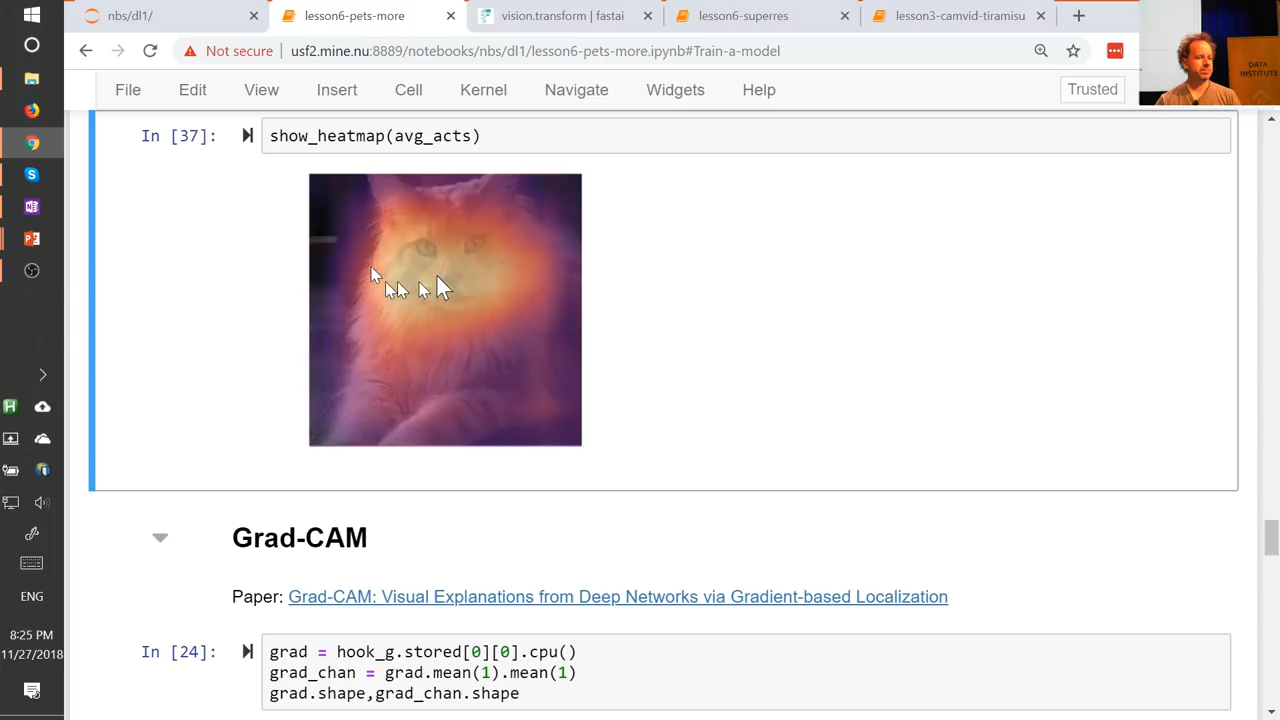 nbs/dl1/
lesson6-pets-more
vision.transform | fastai
lesson6-superres
lesson3-camvid-tiramisu
Not secure
usf2.mine.nu:8889/notebooks/nbs/dl1/lesson6-pets-more.ipynb#Train-a-model
DATA
INSTITUTE
File Edit View Insert Cell Kernel Navigate Widgets Help
Trusted
In [37]: show_heatmap(avg_acts)
Grad-CAM
Paper: Grad-CAM: Visual Explanations from Deep Networks via Gradient-based Localization
In [24]: grad = hook_g.stored[0][0].cpu()
grad_chan = grad.mean(1).mean(1)
grad.shape,grad_chan.shape
ENG
8:25 PM
11/27/2018